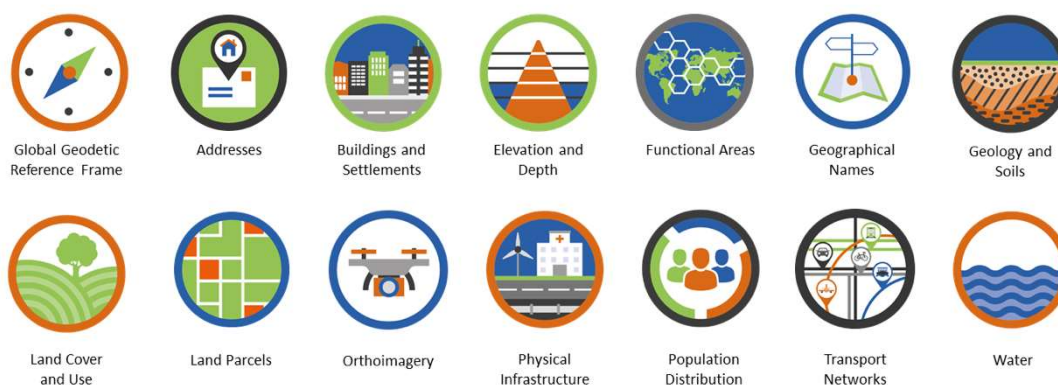 Global Geodetic
Reference Frame
Addresses
Buildings and
Settlements
Elevation and
Depth
Functional Areas
Geographical
Names
Geology and
Soils
Land Cover
and Use
Land Parcels
Orthoimagery
Physical
Infrastructure
Population
Distribution
Transport
Networks
Water